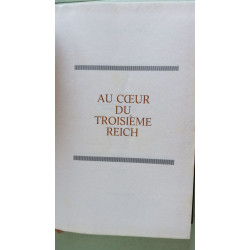 AU CŒUR
DU
TROISIÈME
REICH